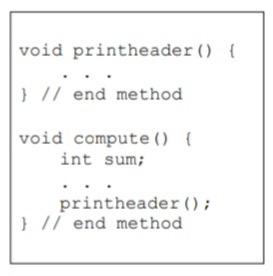 void printheader() {
. . .
} // end method
void compute() {
int sum;
. . .
printheader();
} // end method